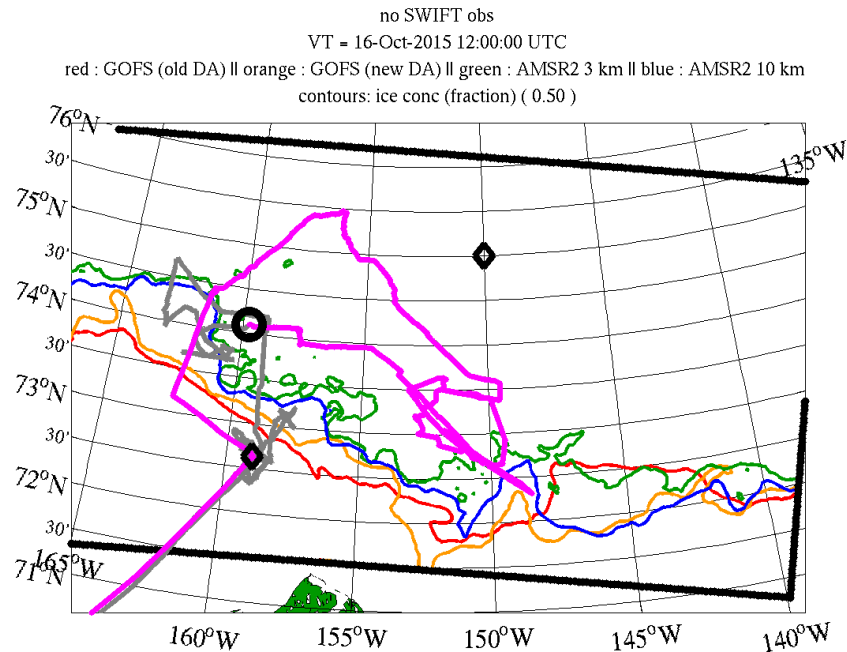 no SWIFT obs
VT = 16-Oct-2015 12:00:00 UTC
red : GOFS (old DA) || orange : GOFS (new DA) || green : AMSR2 3 km || blue : AMSR2 10 km
contours: ice conc (fraction) ( 0.50 )
76°N
135°W
30'
75°N
30'
74°N
30'
73°N
30'
72°N
30'
165°W
71°N
160°W 155°W 150°W 145°W 140°W